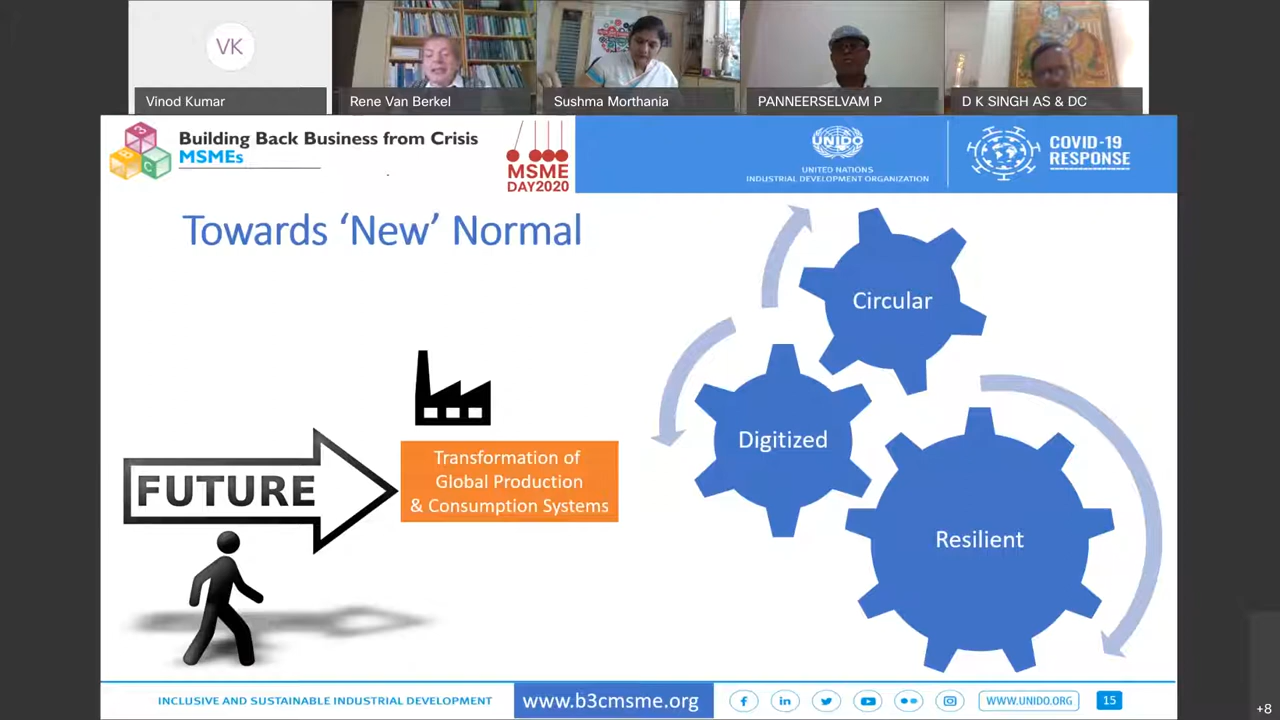 VK
Vinod Kumar
Rene Van Berkel
Sushma Morthania
PANNEERSELVAM P
D K SINGH AS & DC
Building Back Business from Crisis
MSMEs
MSME
DAY2020
UNIDO
UNITED NATIONS
INDUSTRIAL DEVELOPMENT ORGANIZATION
COVID-19
RESPONSE
Towards ‘New’ Normal
Circular
Digitized
Resilient
FUTURE
Transformation of
Global Production
& Consumption Systems
INCLUSIVE AND SUSTAINABLE INDUSTRIAL DEVELOPMENT
www.b3cmsme.org
WWW.UNIDO.ORG
15
+8